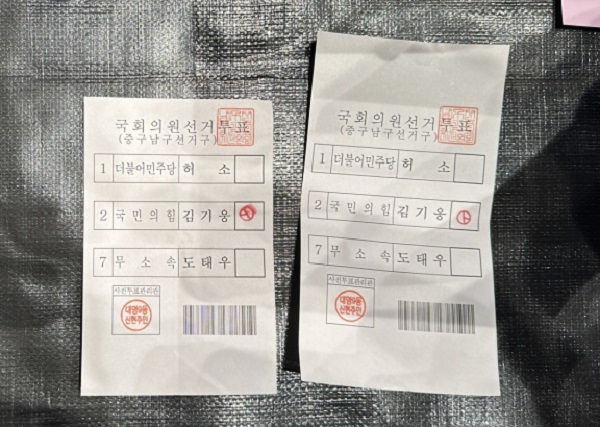 국회의원선거투표
(중구남구선거구)
1 더불어민주당 허 소
2 국민의힘 김기웅
7 무소속 도태우
사전투표관리관
국회의원선거투표
(중구남구선거구)
1 더불어민주당 허 소
2 국민의힘 김기웅
7 무소속 도태우
사전투표관리관